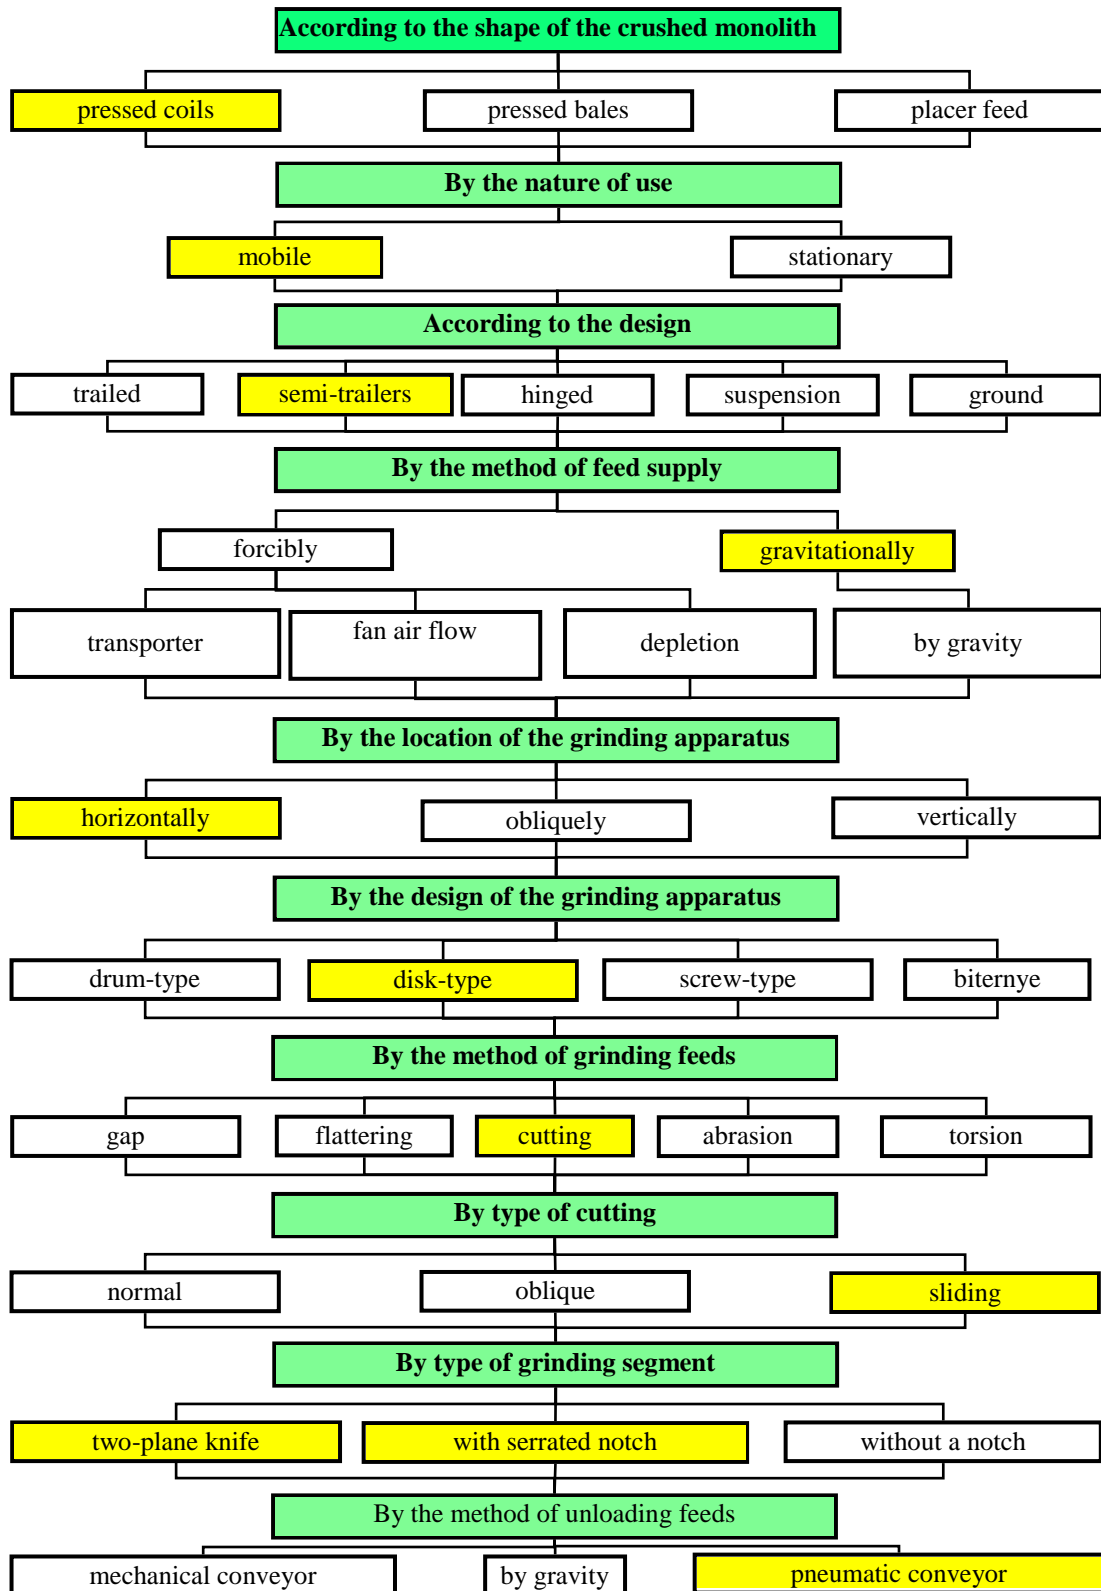 According to the shape of the crushed monolith
pressed coils
pressed bales
placer feed
By the nature of use
mobile
stationary
According to the design
trailed
semi-trailers
hinged
suspension
ground
By the method of feed supply
forcibly
gravitationally
transporter
fan air flow
depletion
by gravity
By the location of the grinding apparatus
horizontally
obliquely
vertically
By the design of the grinding apparatus
drum-type
disk-type
screw-type
biternye
By the method of grinding feeds
gap
flattering
cutting
abrasion
torsion
By type of cutting
normal
oblique
sliding
By type of grinding segment
two-plane knife
with serrated notch
without a notch
By the method of unloading feeds
mechanical conveyor
by gravity
pneumatic conveyor